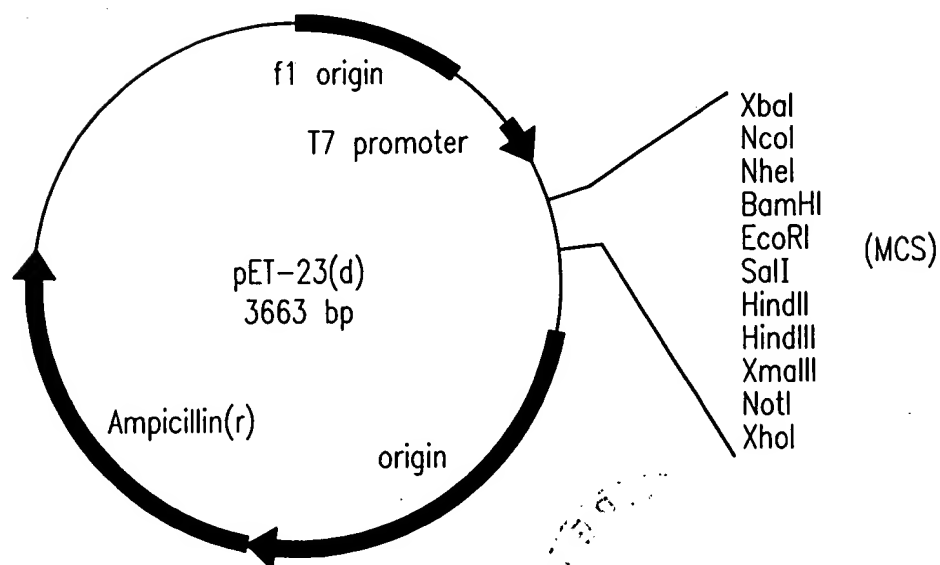 f1 origin
T7 promoter
pET-23(d)
3663 bp
Ampicillin(r)
origin
XbaI
NcoI
NheI
BamHI
EcoRI
SalI
HindII
HindIII
XmaIII
NotI
XhoI
(MCS)